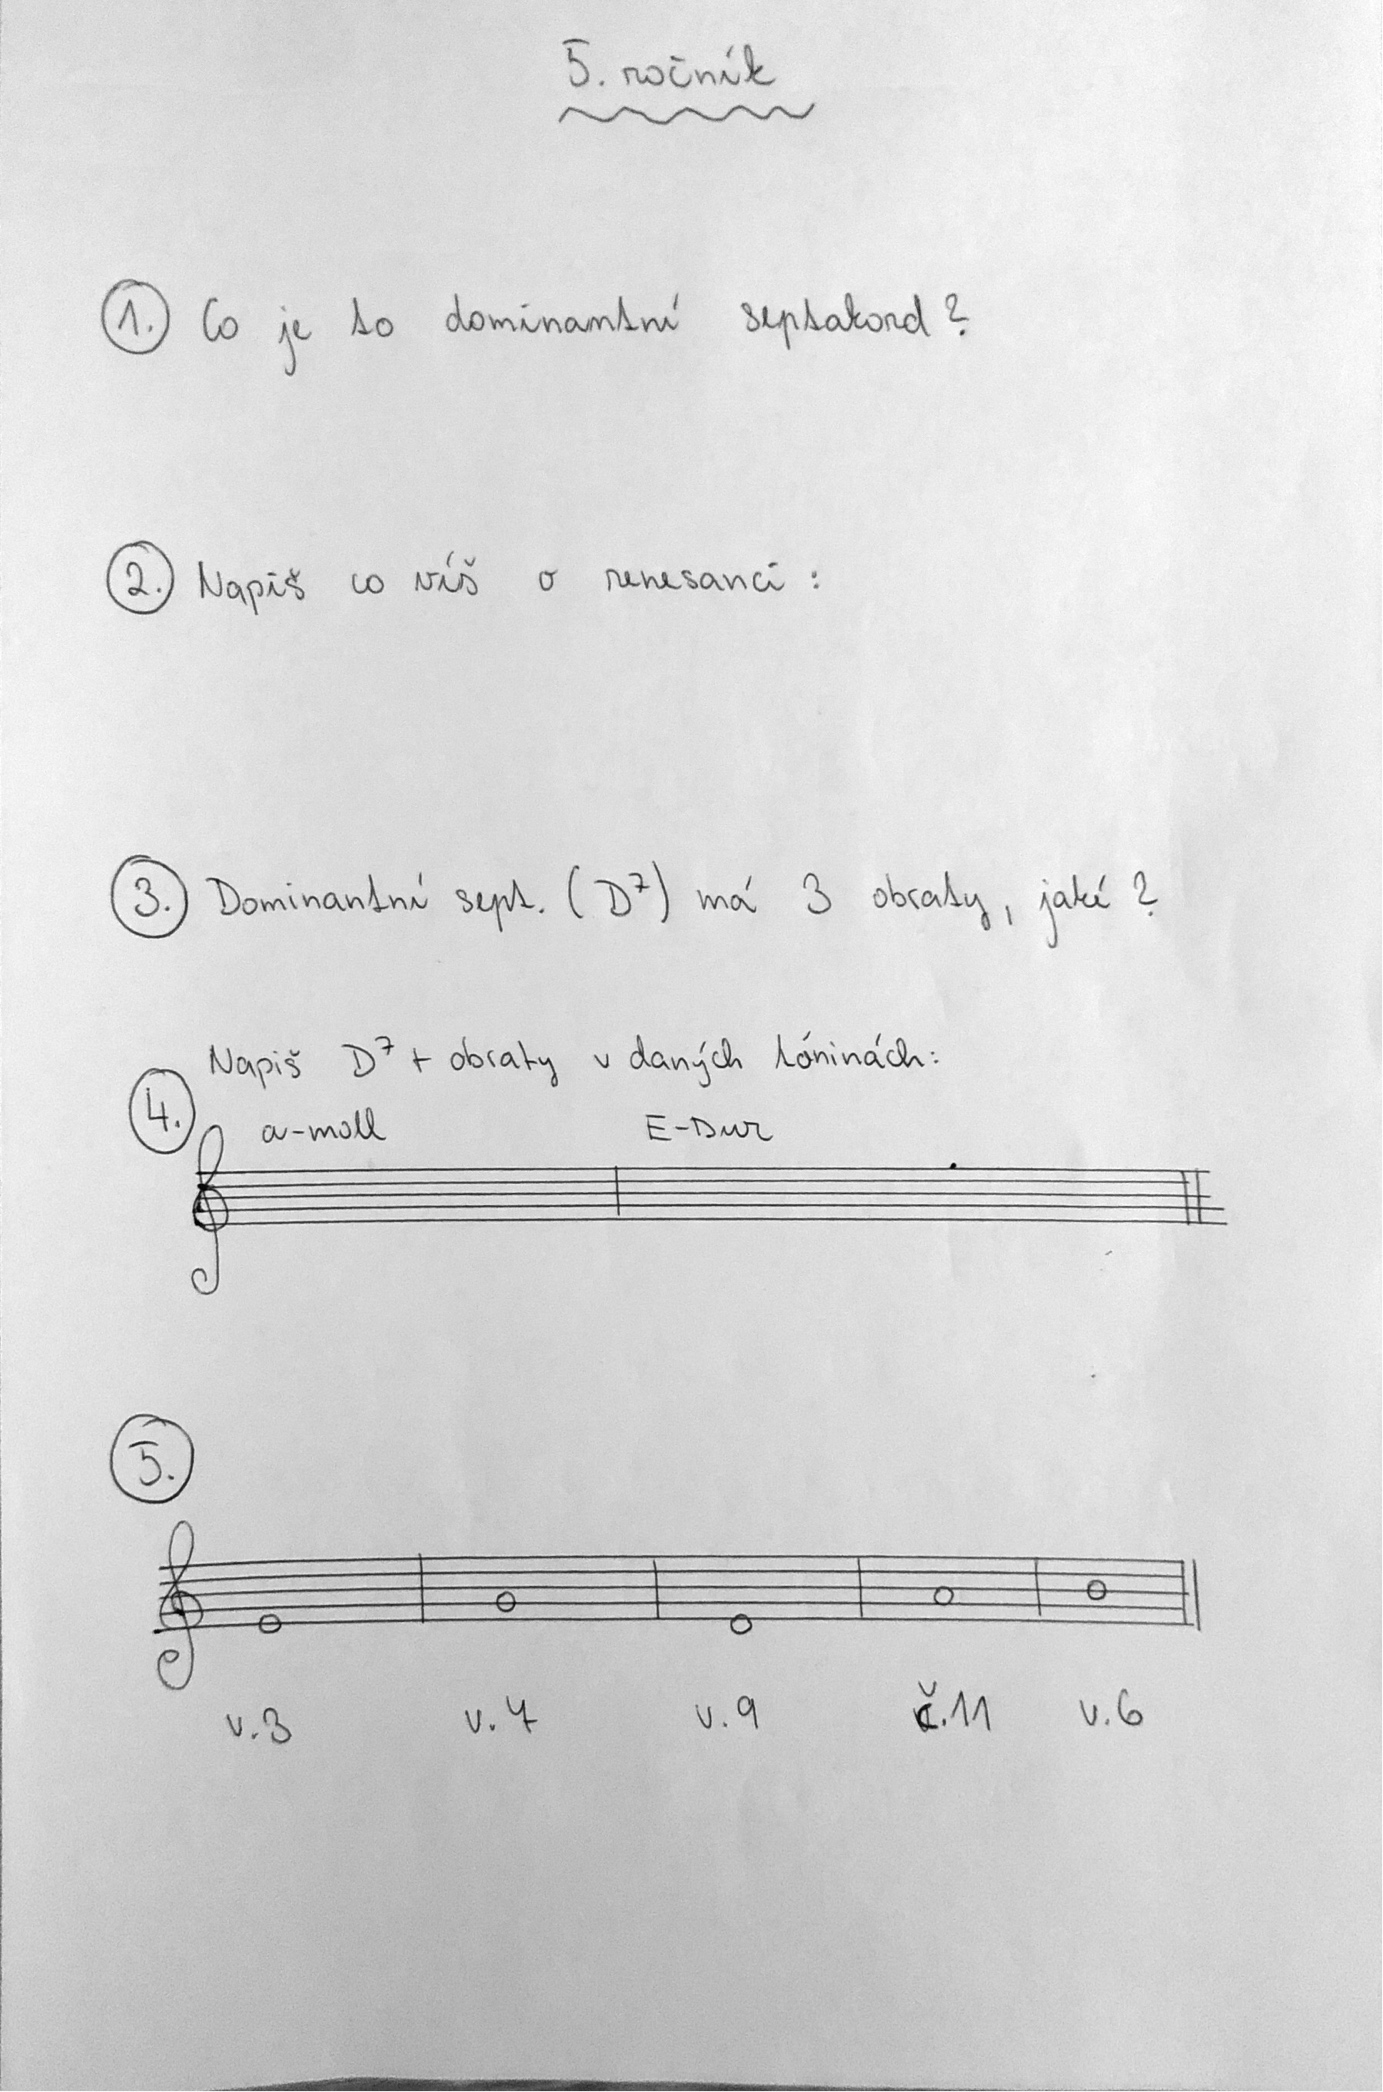 5. ročník
1. Co je to dominantní septakord?
2. Napiš co víš o renesanci:
3. Dominantní sept. (D7) má 3 obraty, jaké?
Napiš D7 + obraty v daných tóninách:
4.
a-moll E-Dur
5.
v.3 v.7 v.9 č.11 v.6